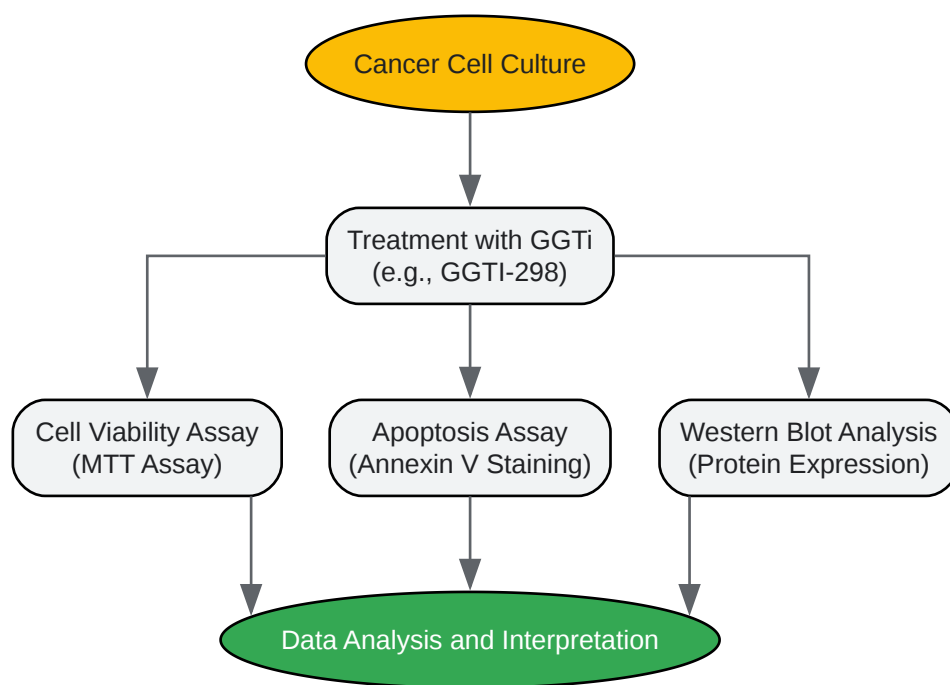 Cancer Cell Culture
Treatment with GGTi
(e.g., GGTI-298)
Cell Viability Assay
(MTT Assay)
Apoptosis Assay
(Annexin V Staining)
Western Blot Analysis
(Protein Expression)
Data Analysis and Interpretation